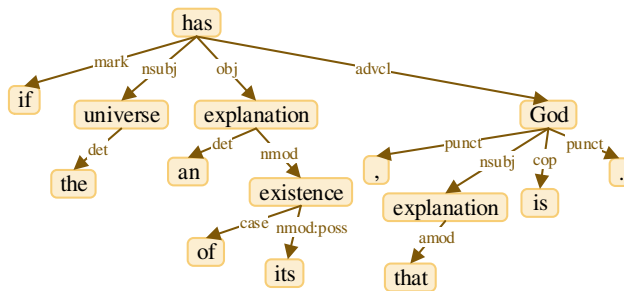 has
mark nsubj obj advcl
if universe explanation God
det det nmod punct nsubj cop punct
the an existence , explanation is .
case nmod:poss amod
of its that